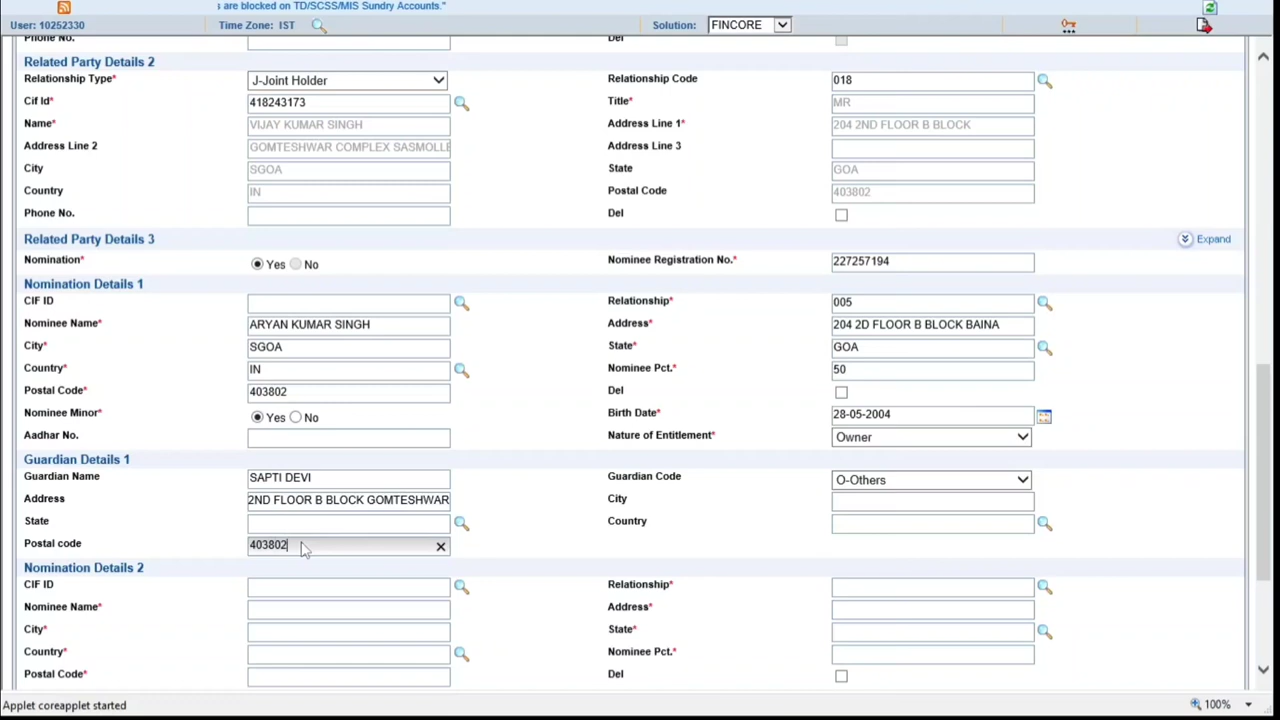 s are blocked on TD/SCSS/MIS Sundry Accounts."
User: 10252330 Time Zone: IST Solution: FINCORE
Phone No. Del
Related Party Details 2
Relationship Type* J-Joint Holder Relationship Code 018
Cif Id* 418243173 Title* MR
Name* VIJAY KUMAR SINGH Address Line 1* 204 2ND FLOOR B BLOCK
Address Line 2 GOMTESHWAR COMPLEX SASMOLLE Address Line 3
City SGOA State GOA
Country IN Postal Code 403802
Phone No. Del
Related Party Details 3 Expand
Nomination* Yes No Nominee Registration No.* 227257194
Nomination Details 1
CIF ID Relationship* 005
Nominee Name* ARYAN KUMAR SINGH Address* 204 2D FLOOR B BLOCK BAINA
City* SGOA State* GOA
Country* IN Nominee Pct.* 50
Postal Code* 403802 Del
Nominee Minor* Yes No Birth Date* 28-05-2004
Aadhar No. Nature of Entitlement* Owner
Guardian Details 1
Guardian Name SAPTI DEVI Guardian Code O-Others
Address 2ND FLOOR B BLOCK GOMTESHWAR City
State Country
Postal code 403802
Nomination Details 2
CIF ID Relationship*
Nominee Name* Address*
City* State*
Country* Nominee Pct.*
Postal Code* Del
Applet coreapplet started 100%